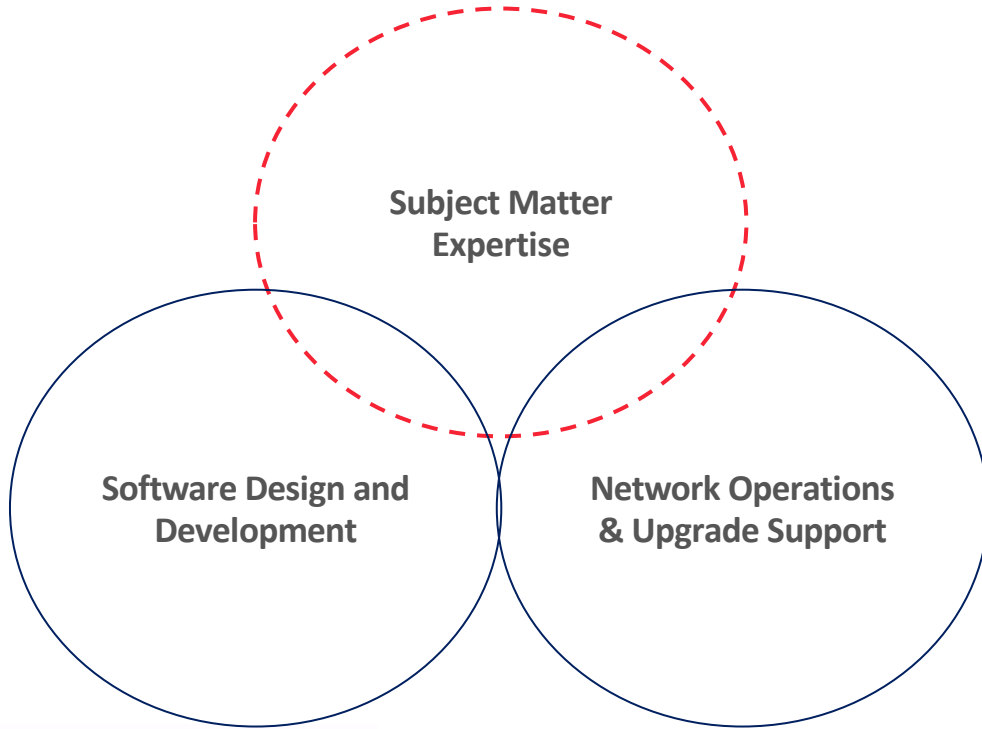 Subject Matter
Expertise
Software Design and
Development
Network Operations
& Upgrade Support